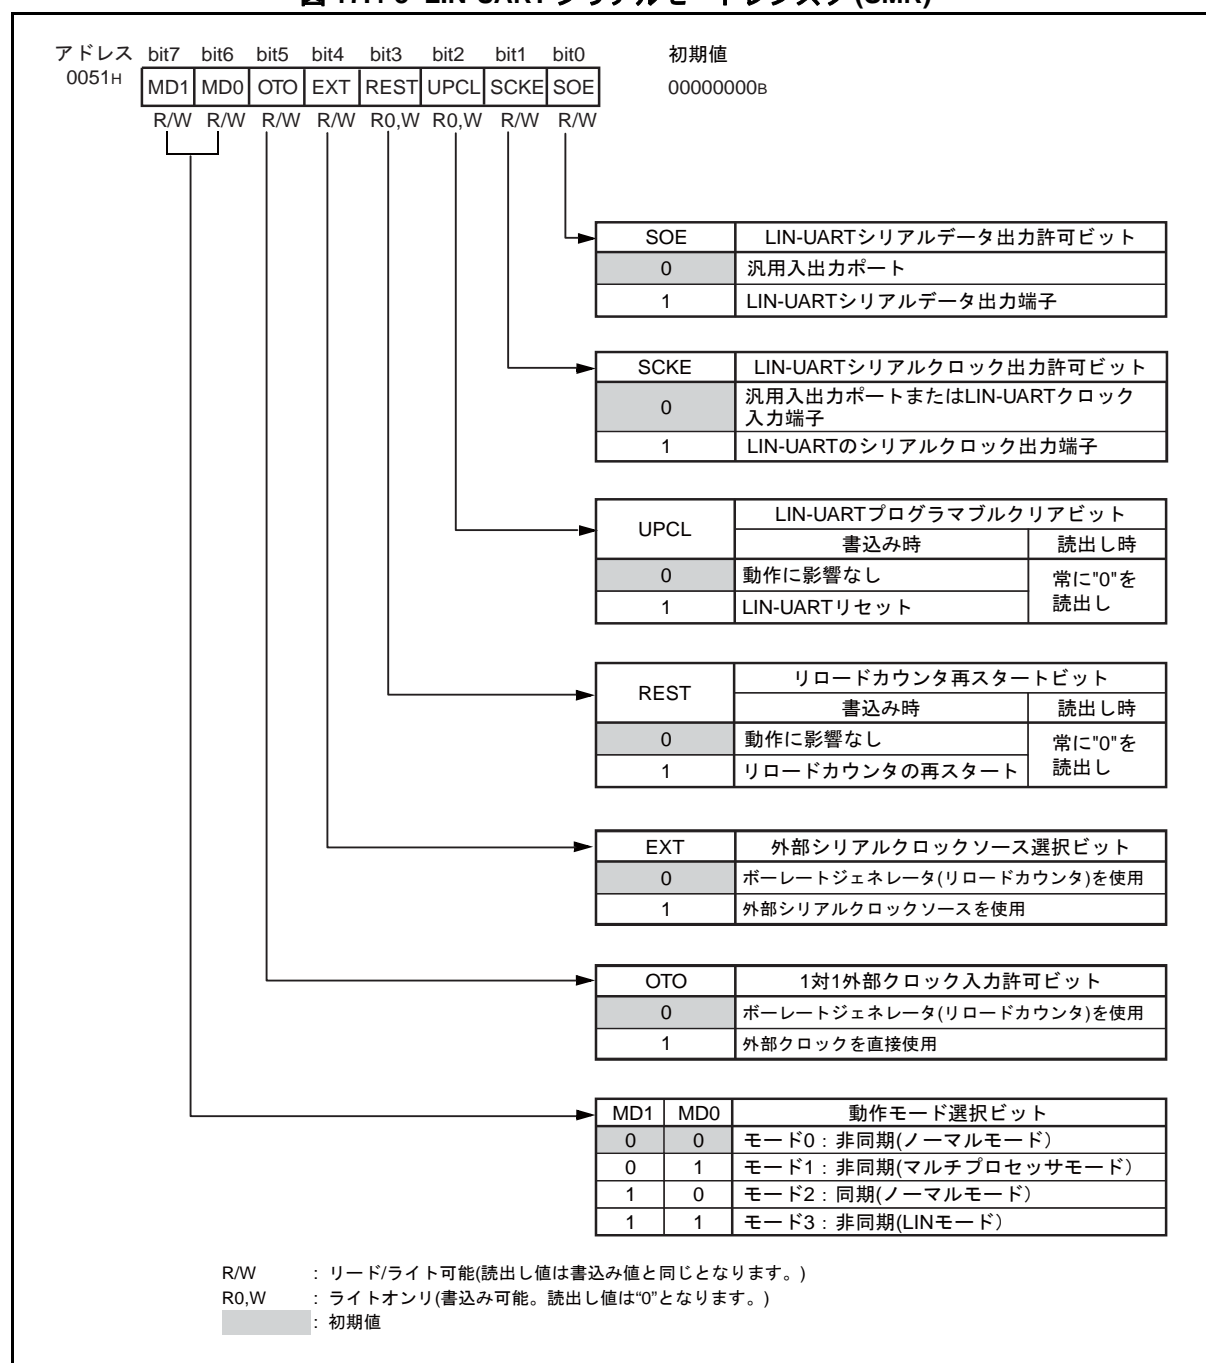 LIN-UART シリアルモードレジスタ (SMR)
アドレス bit7 bit6 bit5 bit4 bit3 bit2 bit1 bit0 初期値
0051H MD1 MD0 OTO EXT REST UPCL SCKE SOE 00000000B
R/W R/W R/W R/W R0,W R0,W R/W R/W
SOE LIN-UARTシリアルデータ出力許可ビット
0 汎用入出力ポート
1 LIN-UARTシリアルデータ出力端子
SCKE LIN-UARTシリアルクロック出力許可ビット
0 汎用入出力ポートまたはLIN-UARTクロック
入力端子
1 LIN-UARTのシリアルクロック出力端子
UPCL LIN-UARTプログラマブルクリアビット
書込み時 読出し時
0 動作に影響なし 常に"0"を
1 LIN-UARTリセット 読出し
REST リロードカウンタ再スタートビット
書込み時 読出し時
0 動作に影響なし 常に"0"を
1 リロードカウンタの再スタート 読出し
EXT 外部シリアルクロックソース選択ビット
0 ボーレートジェネレータ(リロードカウンタ)を使用
1 外部シリアルクロックソースを使用
OTO 1対1外部クロック入力許可ビット
0 ボーレートジェネレータ(リロードカウンタ)を使用
1 外部クロックを直接使用
MD1 MD0 動作モード選択ビット
0 0 モード0：非同期(ノーマルモード)
0 1 モード1：非同期(マルチプロセッサモード)
1 0 モード2：同期(ノーマルモード)
1 1 モード3：非同期(LINモード)
R/W ：リード/ライト可能(読出し値は書込み値と同じとなります。)
R0,W ：ライトオンリ(書込み可能。読出し値は“0”となります。)
：初期値